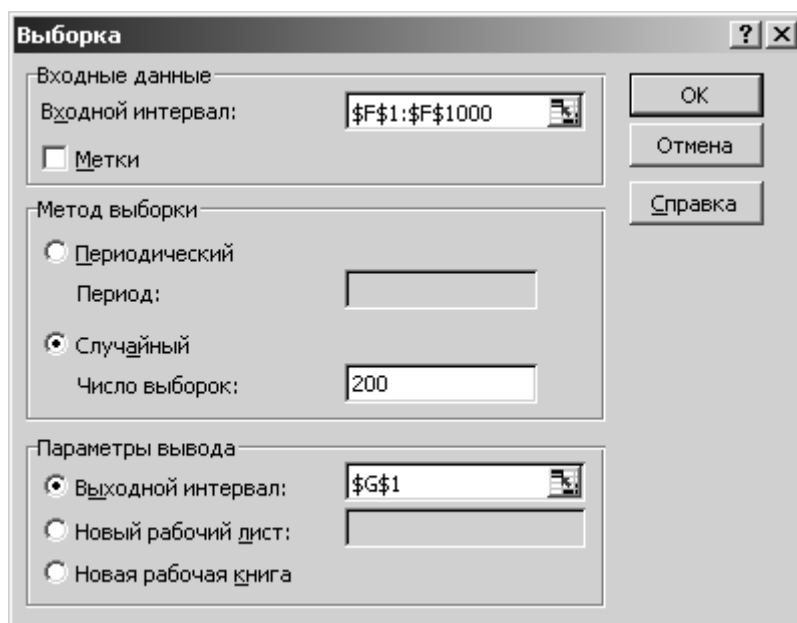 Выборка
Входные данные
Входной интервал: $F$1:$F$1000
Метки
Метод выборки
Периодический
Период:
Случайный
Число выборок: 200
Параметры вывода
Выходной интервал: $G$1
Новый рабочий лист:
Новая рабочая книга
ОК
Отмена
Справка